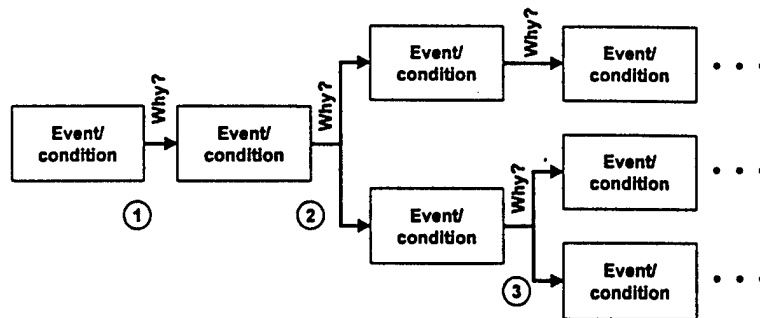 Event/
condition
Why?
Event/
condition
Why?
Event/
condition
Why?
Event/
condition
• • •
Event/
condition
Why?
Event/
condition
• • •
Event/
condition
• • •
1
2
3